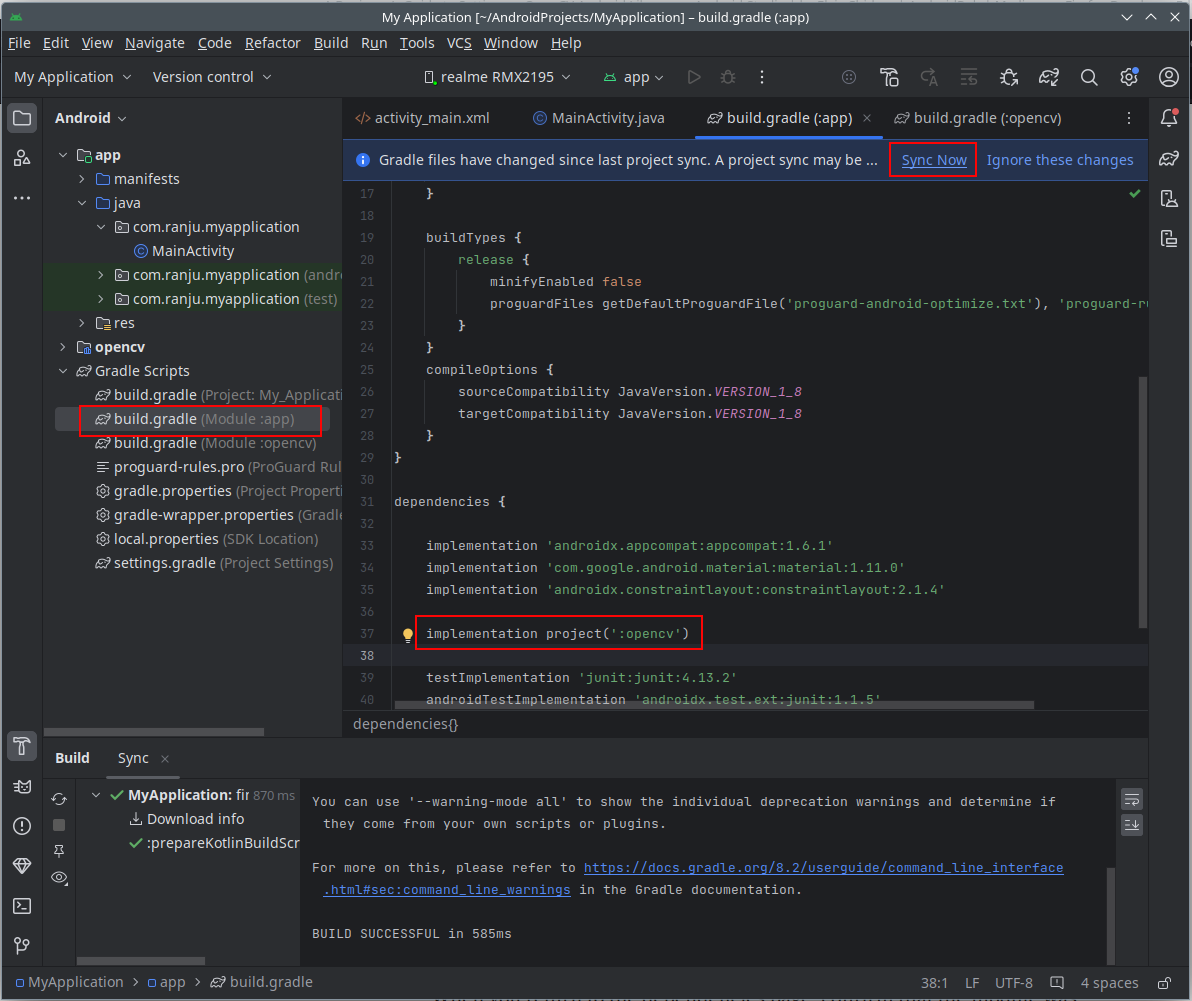 My Application [~/AndroidProjects/MyApplication] – build.gradle (:app)
File Edit View Navigate Code Refactor Build Run Tools VCS Window Help
My Application Version control realme RMX2195 app
Android
app
manifests
java
com.ranju.myapplication
MainActivity
com.ranju.myapplication (andr
com.ranju.myapplication (test)
res
opencv
Gradle Scripts
build.gradle (Project: My_Applicati
build.gradle (Module :app)
build.gradle (Module :opencv)
proguard-rules.pro (ProGuard Rul
gradle.properties (Project Properti
gradle-wrapper.properties (Gradle
local.properties (SDK Location)
settings.gradle (Project Settings)
activity_main.xml MainActivity.java build.gradle (:app) build.gradle (:opencv)
Gradle files have changed since last project sync. A project sync may be ... Sync Now Ignore these changes
17 }
18
19 buildTypes {
20 release {
21 minifyEnabled false
22 proguardFiles getDefaultProguardFile('proguard-android-optimize.txt'), 'proguard-ru
23 }
24 }
25 compileOptions {
26 sourceCompatibility JavaVersion.VERSION_1_8
27 targetCompatibility JavaVersion.VERSION_1_8
28 }
29 }
30
31 dependencies {
32
33 implementation 'androidx.appcompat:appcompat:1.6.1'
34 implementation 'com.google.android.material:material:1.11.0'
35 implementation 'androidx.constraintlayout:constraintlayout:2.1.4'
36
37 implementation project(':opencv')
38
39 testImplementation 'junit:junit:4.13.2'
40 androidTestImplementation 'androidx.test.ext:junit:1.1.5'
dependencies{}
Build Sync
MyApplication: fir 870 ms
Download info
:prepareKotlinBuildScr
You can use '--warning-mode all' to show the individual deprecation warnings and determine if
they come from your own scripts or plugins.
For more on this, please refer to https://docs.gradle.org/8.2/userguide/command_line_interface
.html#sec:command_line_warnings in the Gradle documentation.
BUILD SUCCESSFUL in 585ms
MyApplication app build.gradle 38:1 LF UTF-8 4 spaces